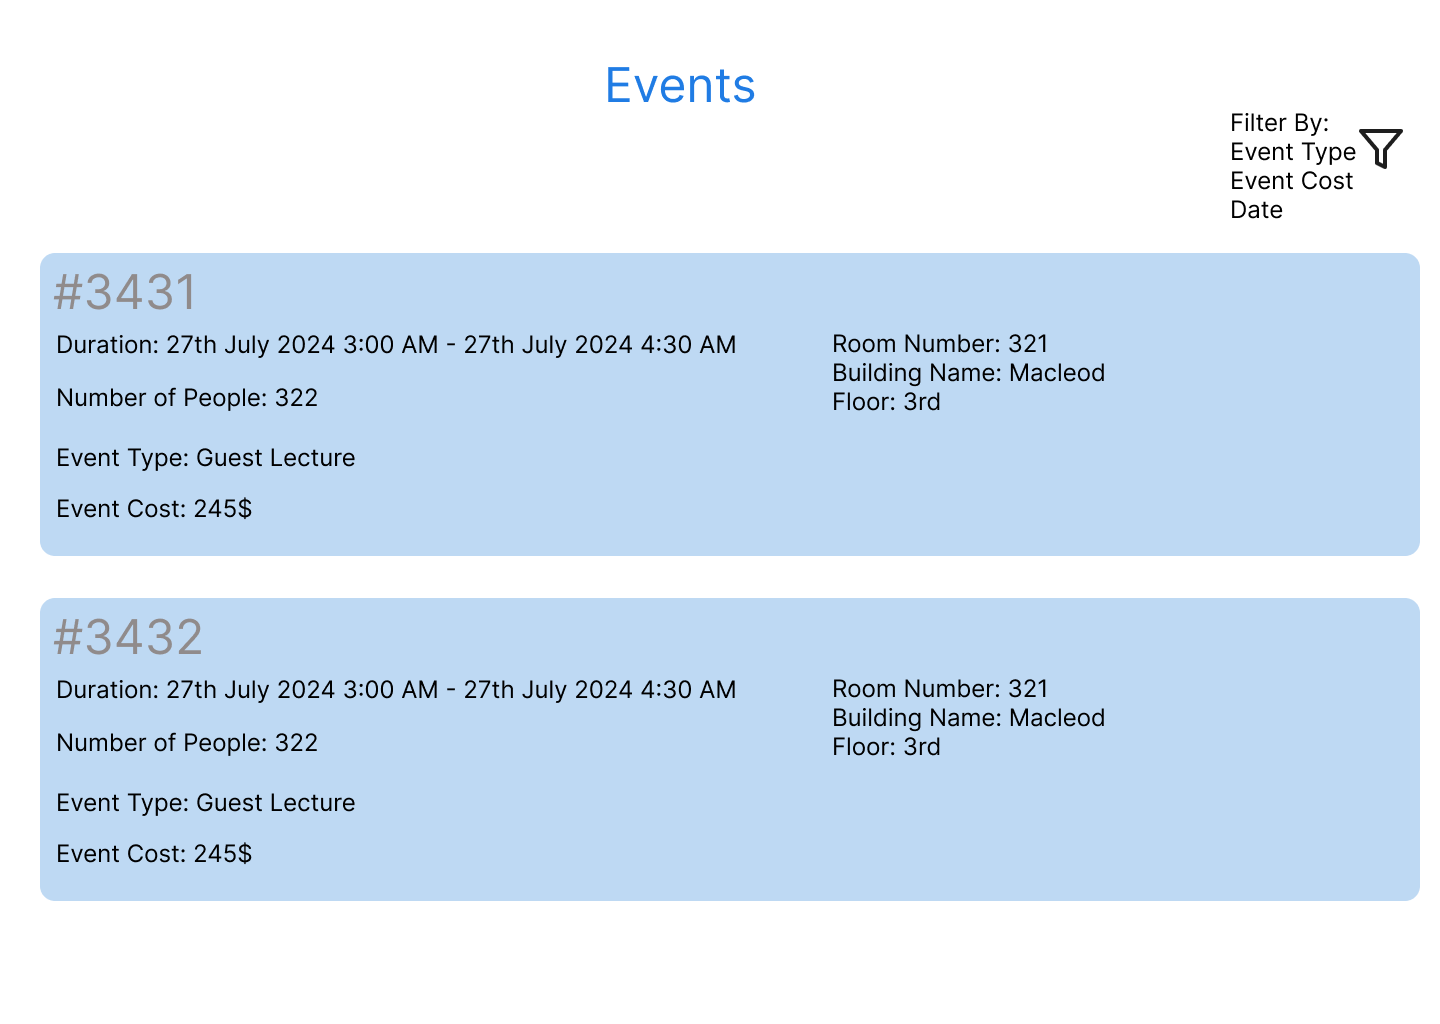 Events
Filter By:
Event Type
Event Cost
Date
#3431
Duration: 27th July 2024 3:00 AM - 27th July 2024 4:30 AM
Number of People: 322
Event Type: Guest Lecture
Event Cost: 245$
Room Number: 321
Building Name: Macleod
Floor: 3rd
#3432
Duration: 27th July 2024 3:00 AM - 27th July 2024 4:30 AM
Number of People: 322
Event Type: Guest Lecture
Event Cost: 245$
Room Number: 321
Building Name: Macleod
Floor: 3rd